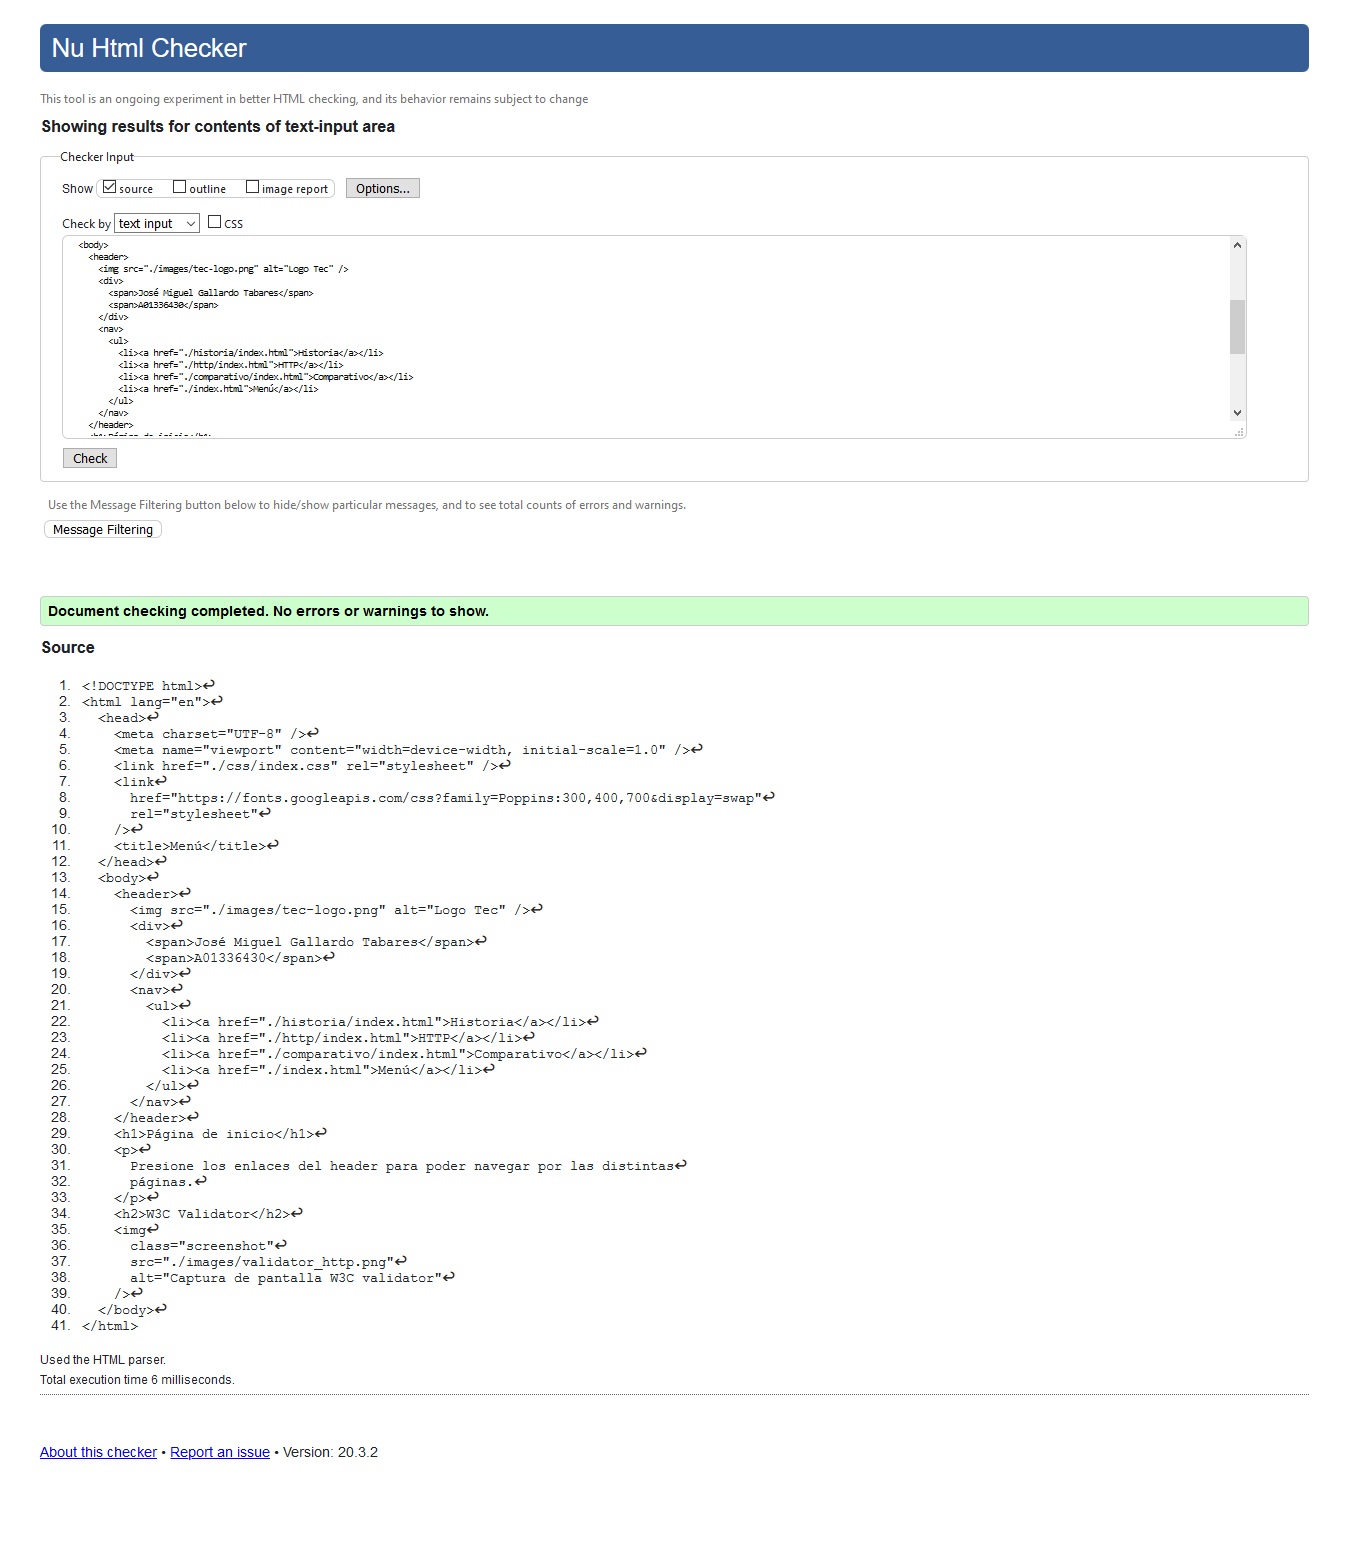 Nu Html Checker
This tool is an ongoing experiment in better HTML checking, and its behavior remains subject to change
Showing results for contents of text-input area
Checker Input
Show source outline image report Options...
Check by text input CSS
<body>
<header>
<img src="./images/tec-logo.png" alt="Logo Tec" />
<div>
<span>José Miguel Gallardo Tabares</span>
<span>A01336430</span>
</div>
<nav>
<ul>
<li><a href="./historia/index.html">Historia</a></li>
<li><a href="./http/index.html">HTTP</a></li>
<li><a href="./comparativo/index.html">Comparativo</a></li>
<li><a href="./index.html">Menú</a></li>
</ul>
</nav>
</header>
<h1>Página de inicio</h1>
Check
Use the Message Filtering button below to hide/show particular messages, and to see total counts of errors and warnings.
Message Filtering
Document checking completed. No errors or warnings to show.
Source
1. <!DOCTYPE html>↩
2. <html lang="en">↩
3. <head>↩
4. <meta charset="UTF-8" />↩
5. <meta name="viewport" content="width=device-width, initial-scale=1.0" />↩
6. <link href="./css/index.css" rel="stylesheet" />↩
7. <link↩
8. href="https://fonts.googleapis.com/css?family=Poppins:300,400,700&display=swap"↩
9. rel="stylesheet"↩
10. />↩
11. <title>Menú</title>↩
12. </head>↩
13. <body>↩
14. <header>↩
15. <img src="./images/tec-logo.png" alt="Logo Tec" />↩
16. <div>↩
17. <span>José Miguel Gallardo Tabares</span>↩
18. <span>A01336430</span>↩
19. </div>↩
20. <nav>↩
21. <ul>↩
22. <li><a href="./historia/index.html">Historia</a></li>↩
23. <li><a href="./http/index.html">HTTP</a></li>↩
24. <li><a href="./comparativo/index.html">Comparativo</a></li>↩
25. <li><a href="./index.html">Menú</a></li>↩
26. </ul>↩
27. </nav>↩
28. </header>↩
29. <h1>Página de inicio</h1>↩
30. <p>↩
31. Presione los enlaces del header para poder navegar por las distintas↩
32. páginas.↩
33. </p>↩
34. <h2>W3C Validator</h2>↩
35. <img↩
36. class="screenshot"↩
37. src="./images/validator_http.png"↩
38. alt="Captura de pantalla W3C validator"↩
39. />↩
40. </body>↩
41. </html>
Used the HTML parser.
Total execution time 6 milliseconds.
About this checker • Report an issue • Version: 20.3.2